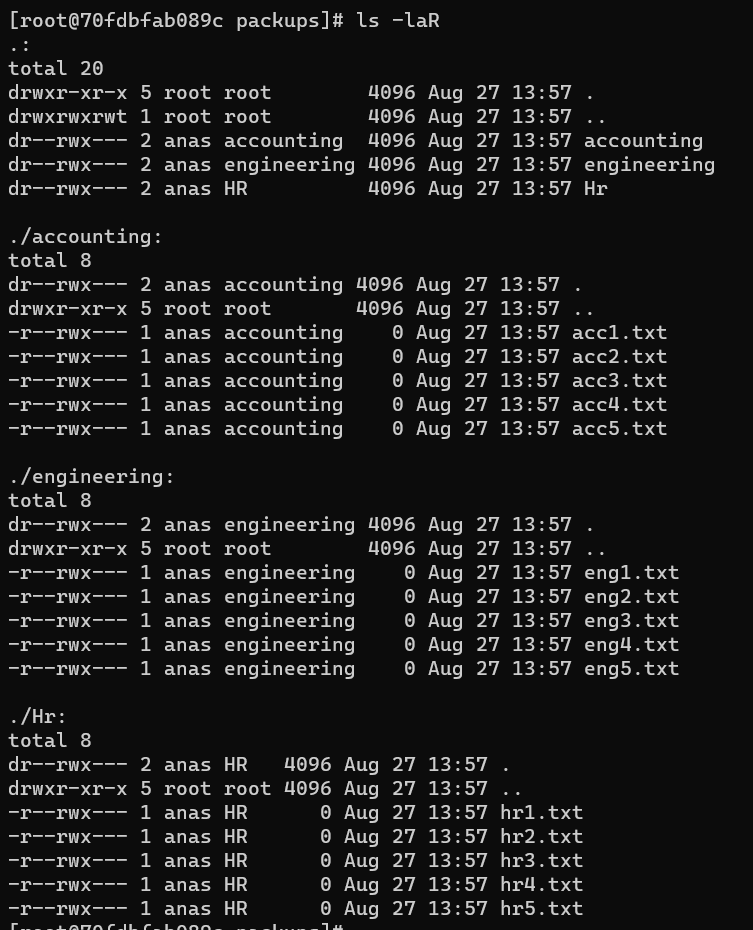 [root@70fdbfab089c packups]# ls -laR
.:
total 20
drwxr-xr-x 5 root root        4096 Aug 27 13:57 .
drwxrwxrwt 1 root root        4096 Aug 27 13:57 ..
dr--rwx--- 2 anas accounting  4096 Aug 27 13:57 accounting
dr--rwx--- 2 anas engineering 4096 Aug 27 13:57 engineering
dr--rwx--- 2 anas HR          4096 Aug 27 13:57 Hr

./accounting:
total 8
dr--rwx--- 2 anas accounting 4096 Aug 27 13:57 .
drwxr-xr-x 5 root root       4096 Aug 27 13:57 ..
-r--rwx--- 1 anas accounting    0 Aug 27 13:57 acc1.txt
-r--rwx--- 1 anas accounting    0 Aug 27 13:57 acc2.txt
-r--rwx--- 1 anas accounting    0 Aug 27 13:57 acc3.txt
-r--rwx--- 1 anas accounting    0 Aug 27 13:57 acc4.txt
-r--rwx--- 1 anas accounting    0 Aug 27 13:57 acc5.txt

./engineering:
total 8
dr--rwx--- 2 anas engineering 4096 Aug 27 13:57 .
drwxr-xr-x 5 root root        4096 Aug 27 13:57 ..
-r--rwx--- 1 anas engineering    0 Aug 27 13:57 eng1.txt
-r--rwx--- 1 anas engineering    0 Aug 27 13:57 eng2.txt
-r--rwx--- 1 anas engineering    0 Aug 27 13:57 eng3.txt
-r--rwx--- 1 anas engineering    0 Aug 27 13:57 eng4.txt
-r--rwx--- 1 anas engineering    0 Aug 27 13:57 eng5.txt

./Hr:
total 8
dr--rwx--- 2 anas HR   4096 Aug 27 13:57 .
drwxr-xr-x 5 root root 4096 Aug 27 13:57 ..
-r--rwx--- 1 anas HR      0 Aug 27 13:57 hr1.txt
-r--rwx--- 1 anas HR      0 Aug 27 13:57 hr2.txt
-r--rwx--- 1 anas HR      0 Aug 27 13:57 hr3.txt
-r--rwx--- 1 anas HR      0 Aug 27 13:57 hr4.txt
-r--rwx--- 1 anas HR      0 Aug 27 13:57 hr5.txt
[root@70fdbfab089c packups]#